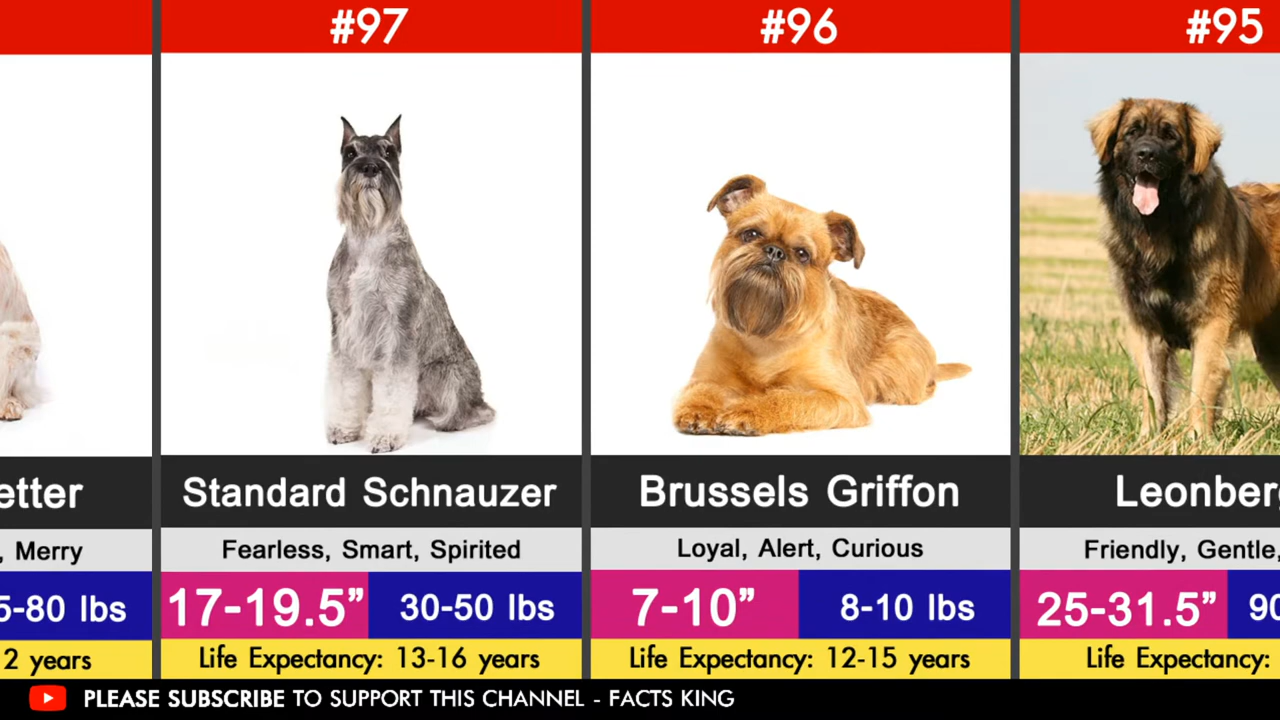 #97
#96
#95
etter
Standard Schnauzer
Brussels Griffon
Leonberg
, Merry
Fearless, Smart, Spirited
Loyal, Alert, Curious
Friendly, Gentle,
5-80 lbs
17-19.5”
30-50 lbs
7-10”
8-10 lbs
25-31.5”
90
2 years
Life Expectancy: 13-16 years
Life Expectancy: 12-15 years
Life Expectancy:
PLEASE SUBSCRIBE TO SUPPORT THIS CHANNEL - FACTS KING